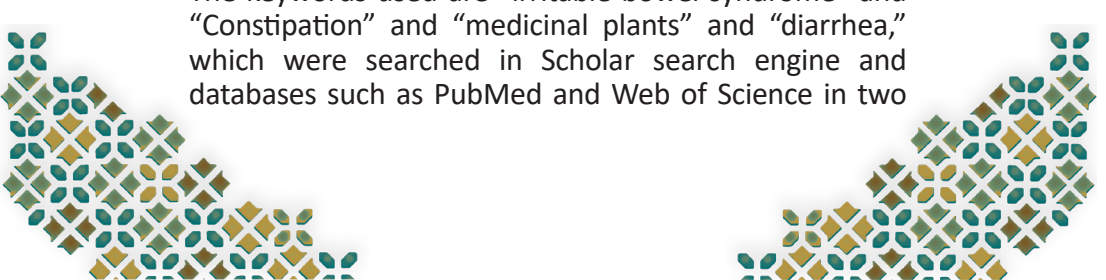 The keywords used are “irritable bowel syndrome” and
“Constipation” and “medicinal plants” and “diarrhea,”
which were searched in Scholar search engine and
databases such as PubMed and Web of Science in two